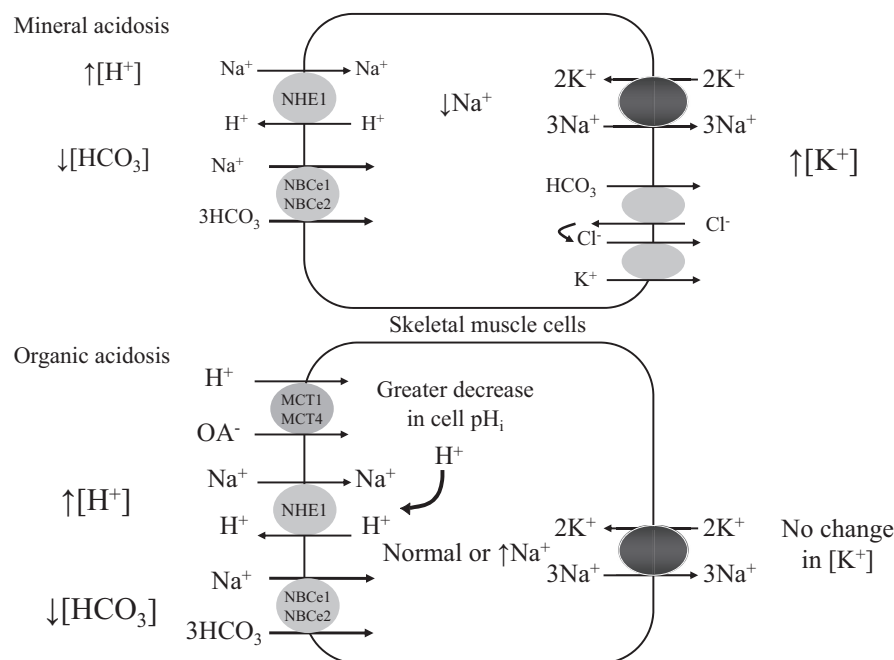 Mineral acidosis
↑[H⁺]
↓[HCO₃]
Na⁺ Na⁺
NHE1
H⁺ H⁺
Na⁺
NBCe1
NBCe2
3HCO₃
↓Na⁺
2K⁺ 2K⁺
3Na⁺ 3Na⁺
HCO₃
Cl⁻
Cl⁻
K⁺
↑[K⁺]
Skeletal muscle cells
Organic acidosis
H⁺
MCT1
MCT4
OA⁻
↑[H⁺]
Na⁺ Na⁺
NHE1
H⁺ H⁺
Na⁺
NBCe1
NBCe2
3HCO₃
↓[HCO₃]
Greater decrease
in cell pHᵢ
H⁺
Normal or ↑Na⁺
2K⁺ 2K⁺
3Na⁺ 3Na⁺
No change
in [K⁺]